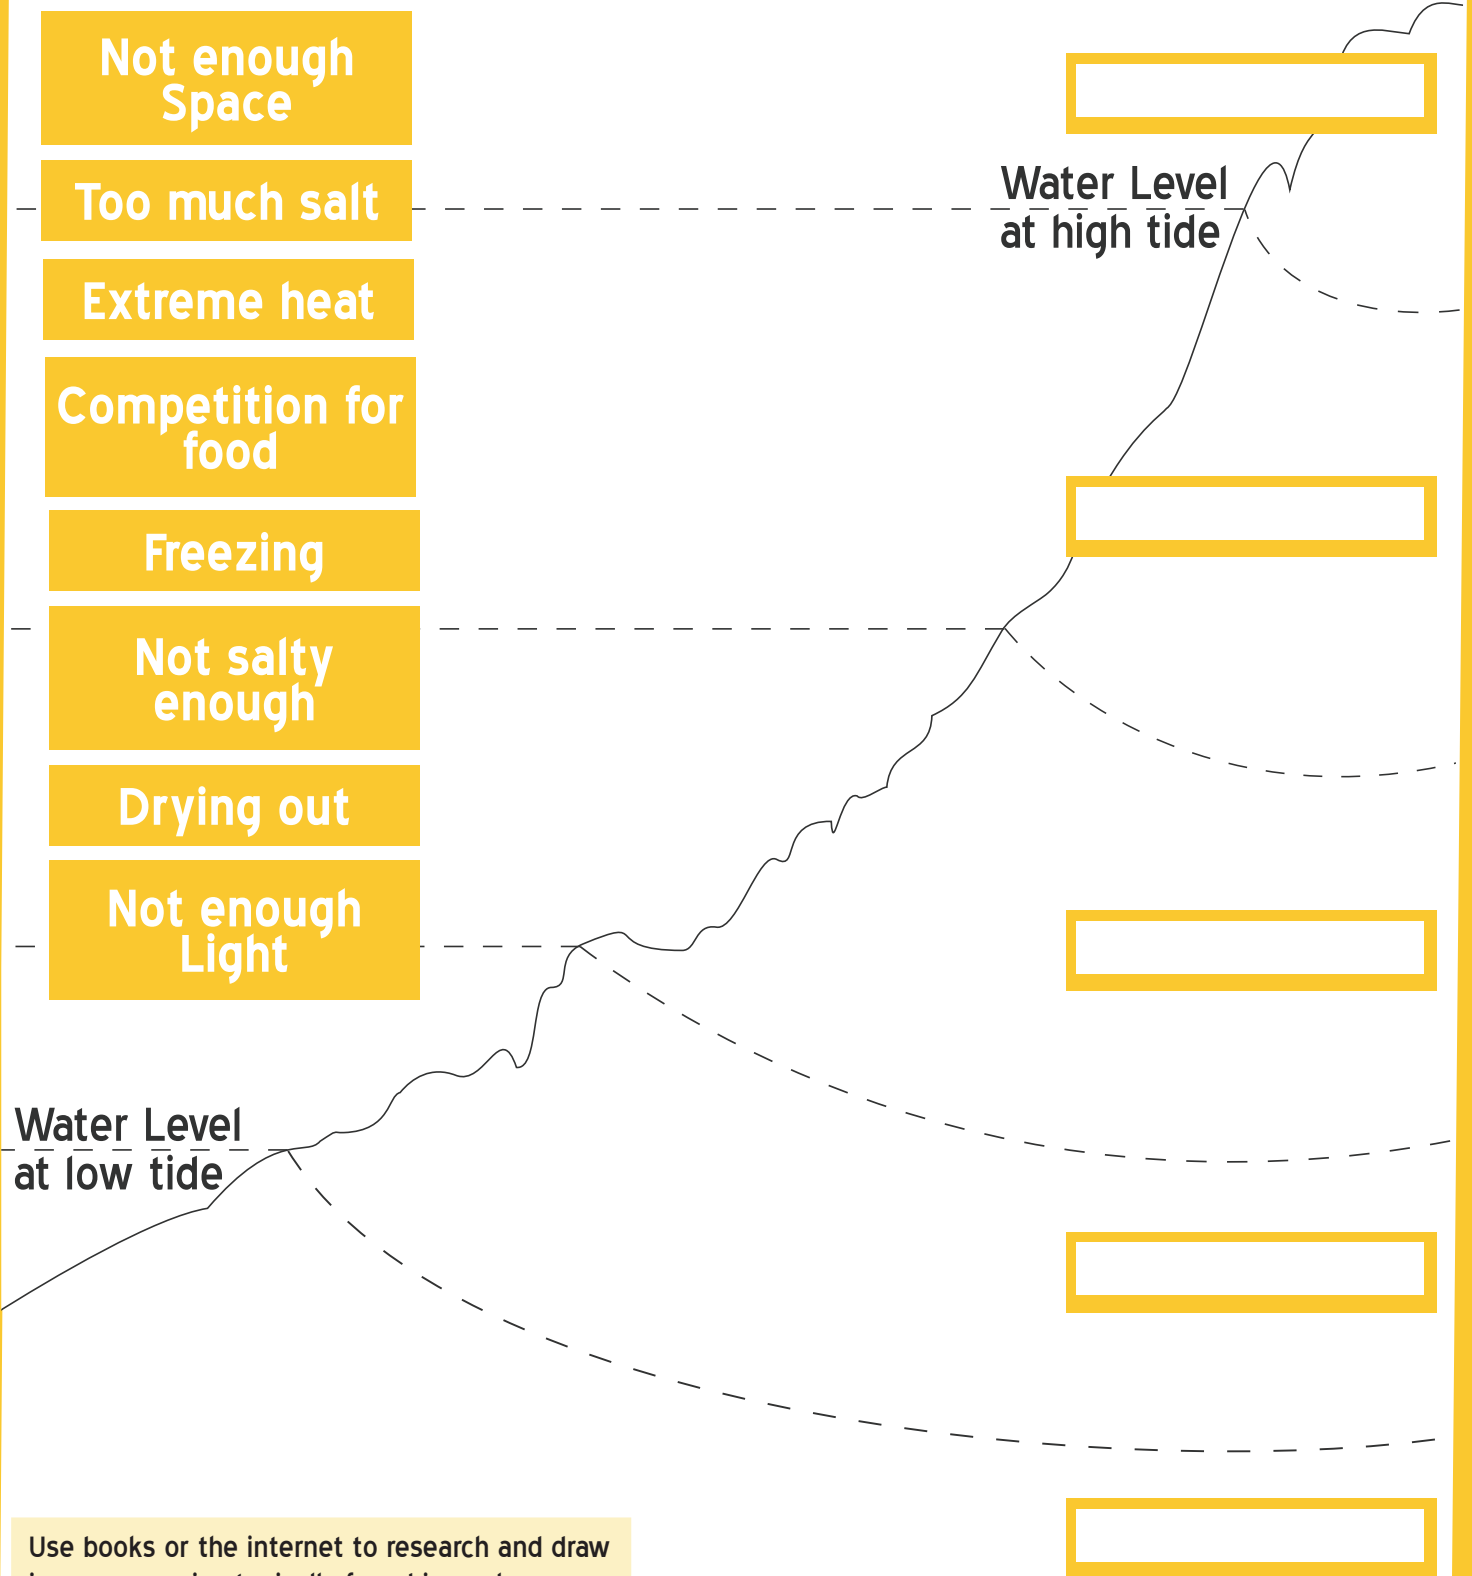 Not enough
Space
Too much salt
Extreme heat
Competition for
food
Freezing
Not salty
enough
Drying out
Not enough
Light
Water Level
at high tide
Water Level
at low tide
Use books or the internet to research and draw